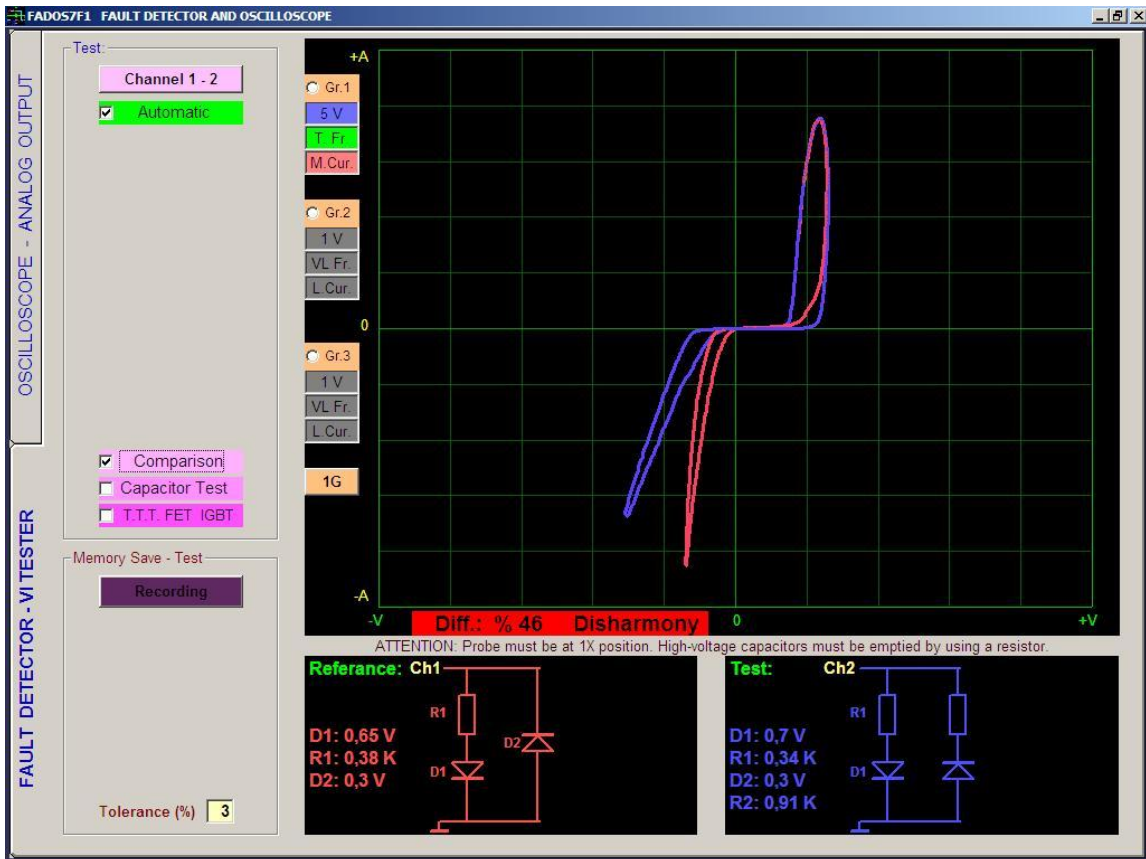 FADOS7F1 FAULT DETECTOR AND OSCILLOSCOPE
OSCILLOSCOPE - ANALOG OUTPUT
FAULT DETECTOR - VI TESTER
Test:
Channel 1 - 2
Automatic
Comparison
Capacitor Test
T.T.T. FET IGBT
Memory Save - Test
Recording
Tolerance (%) 3
+A
Gr.1
5 V
T. Fr
M.Cur.
Gr.2
1 V
VL Fr.
L.Cur.
0
Gr.3
1 V
VL Fr.
L.Cur.
1G
-A
-V
Diff.: % 46 Disharmony
0
+V
ATTENTION: Probe must be at 1X position. High-voltage capacitors must be emptied by using a resistor.
Referance: Ch1
R1
D1: 0,65 V
D2
R1: 0,38 K
D1
D2: 0,3 V
Test: Ch2
R1
D1: 0,7 V
R1: 0,34 K
D1
D2: 0,3 V
R2: 0,91 K